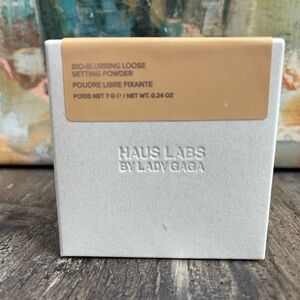 BIO-BLURRING LOOSE
SETTING POWDER
POUDRE LIBRE FIXANTE
POIDS NET 7 G ℮ / NET WT. 0.24 OZ
HAUS LABS
BY LADY GAGA